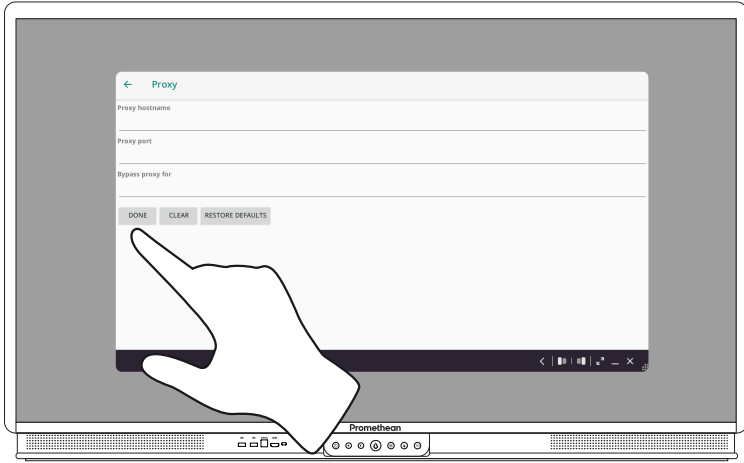 Proxy
Proxy hostname
Proxy port
Bypass proxy for
DONE CLEAR RESTORE DEFAULTS
Promethean